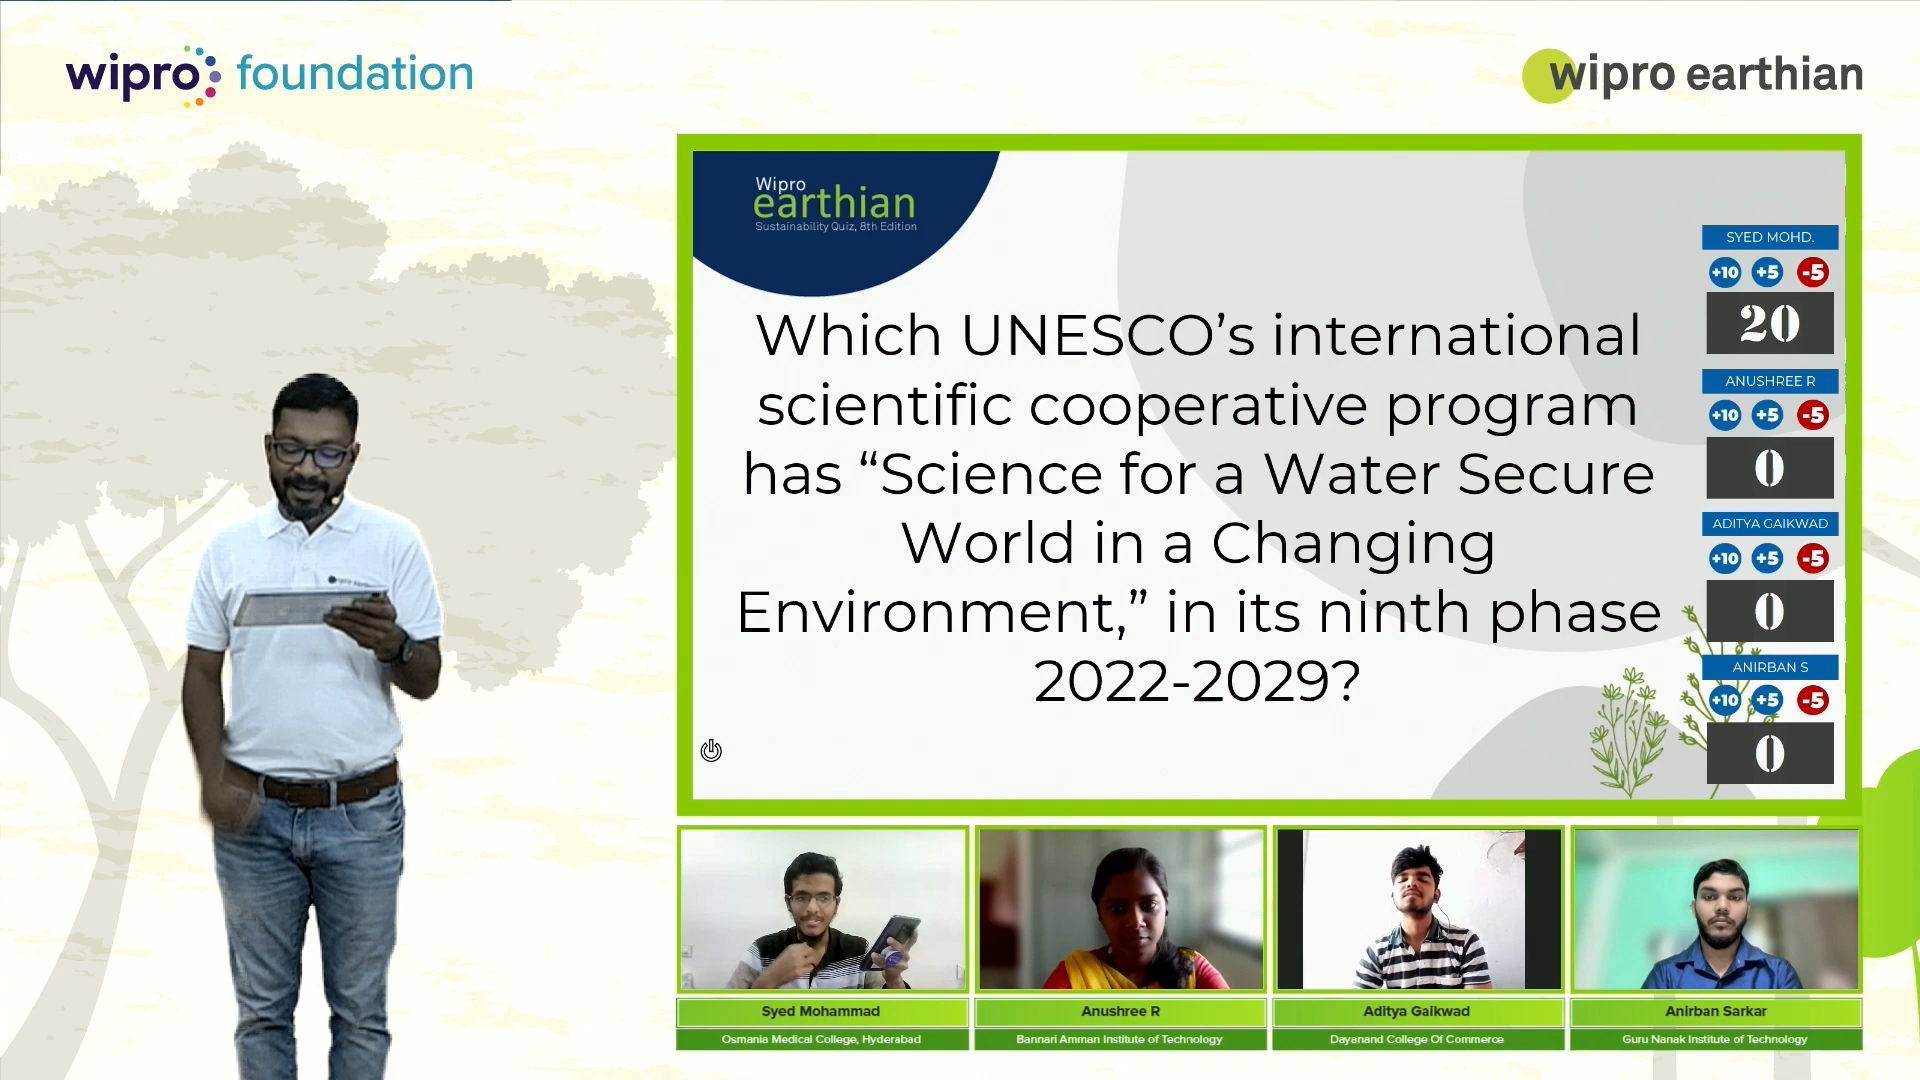 wipro foundation
wipro earthian
Wipro
earthian
Sustainability Quiz, 8th Edition
Which UNESCO’s international
scientific cooperative program
has “Science for a Water Secure
World in a Changing
Environment,” in its ninth phase
2022-2029?
SYED MOHD.
+10 +5 -5
20
ANUSHREE R
+10 +5 -5
0
ADITYA GAIKWAD
+10 +5 -5
0
ANIRBAN S
+10 +5 -5
0
Syed Mohammad
Osmania Medical College, Hyderabad
Anushree R
Bannari Amman Institute of Technology
Aditya Gaikwad
Dayanand College Of Commerce
Anirban Sarkar
Guru Nanak Institute of Technology